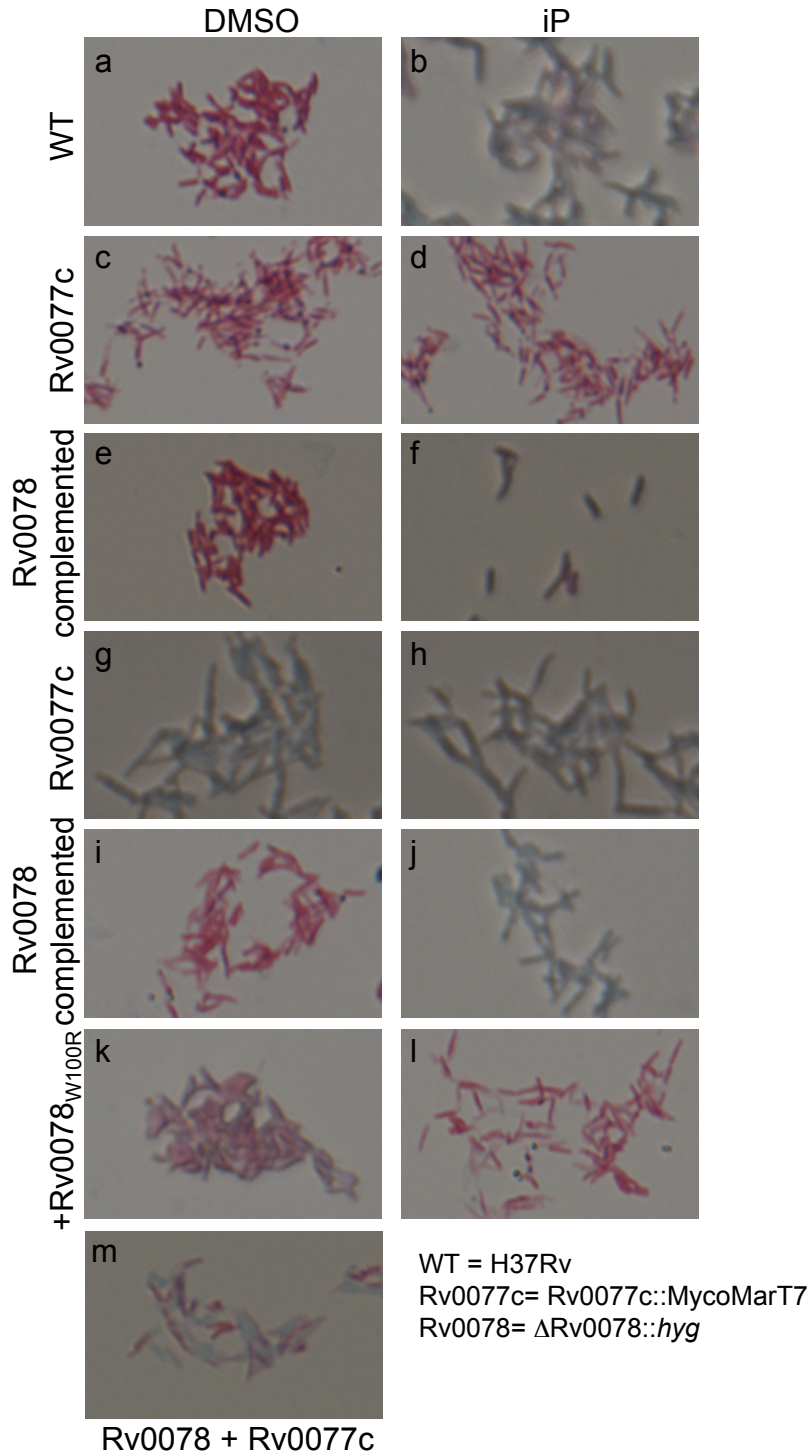 DMSO iP
a b
WT
c d
Rv0077c
e f
Rv0078
complemented
g h
Rv0077c
i j
Rv0078
complemented
k l
+Rv0078W100R
m
WT = H37Rv
Rv0077c= Rv0077c::MycoMarT7
Rv0078= ΔRv0078::hyg
Rv0078 + Rv0077c